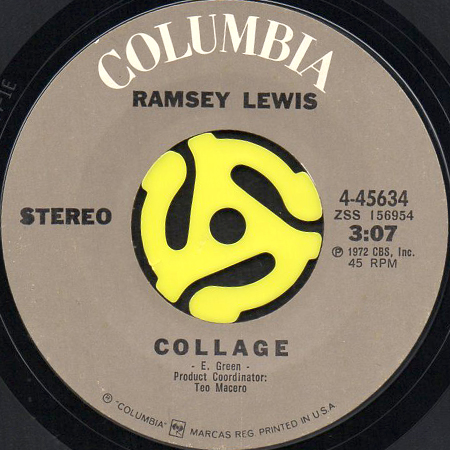 COLUMBIA
RAMSEY LEWIS
STEREO
4-45634
ZSS 156954
3:07
Ⓟ 1972 CBS, Inc.
45 RPM
COLLAGE
- E. Green -
Product Coordinator:
Teo Macero
® "COLUMBIA" MARCAS REG. PRINTED IN U.S.A.